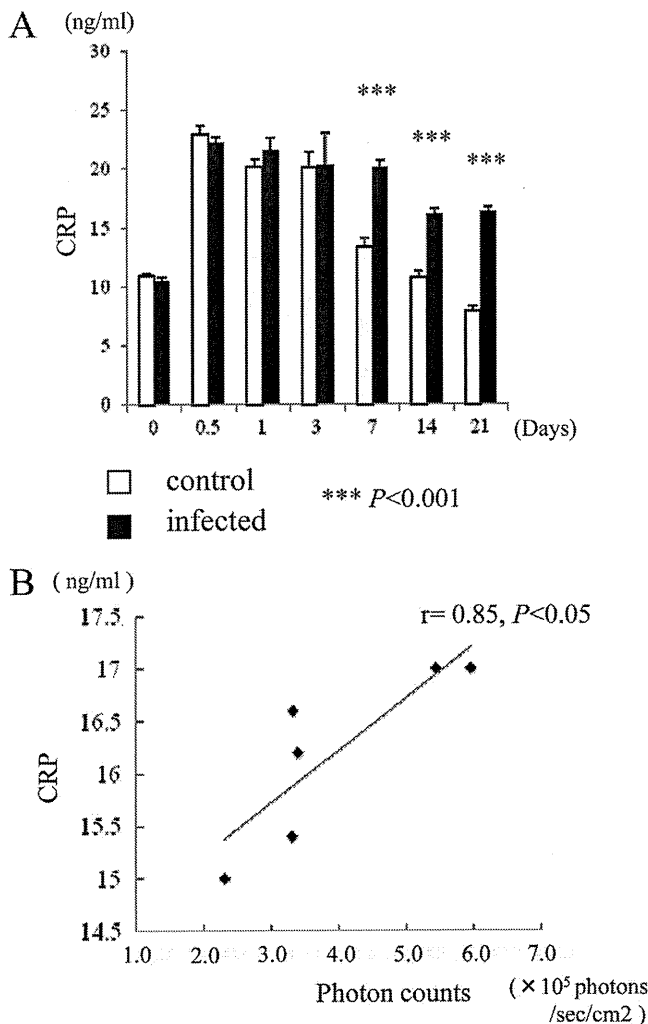 A (ng/ml)
30
25
20
15
10
5
0
CRP
*** *** ***
0 0.5 1 3 7 14 21 (Days)
control
infected
*** P<0.001
B ( ng/ml )
17.5
17
16.5
16
15.5
15
14.5
CRP
r= 0.85, P<0.05
1.0 2.0 3.0 4.0 5.0 6.0 7.0
Photon counts (×10⁵ photons
/sec/cm2 )